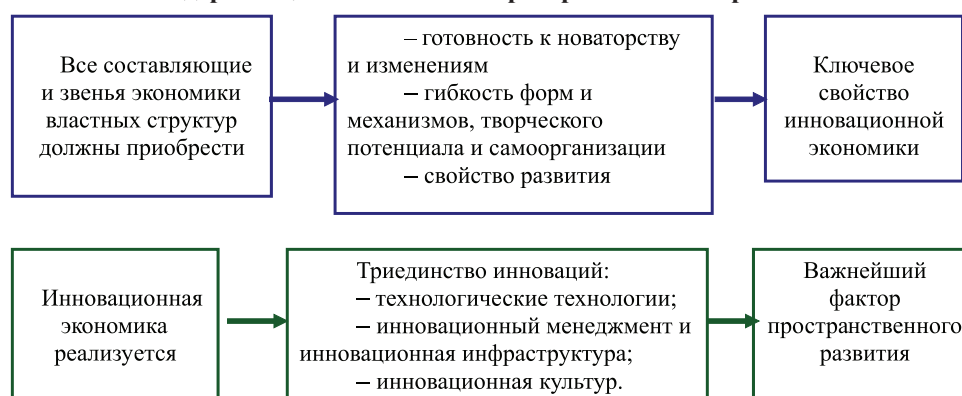 Все составляющие
и звенья экономики
властных структур
должны приобрести
– готовность к новаторству
и изменениям
– гибкость форм и
механизмов, творческого
потенциала и самоорганизации
– свойство развития
Ключевое
свойство
инновационной
экономики
Инновационная
экономика
реализуется
Триединство инноваций:
– технологические технологии;
– инновационный менеджмент и
инновационная инфраструктура;
– инновационная культур.
Важнейший
фактор
пространственного
развития